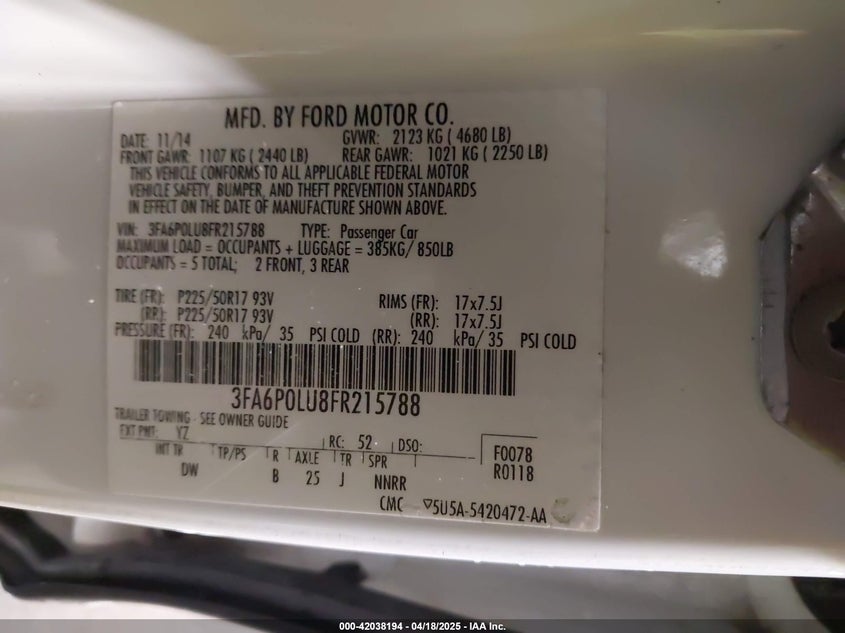 MFD. BY FORD MOTOR CO.
DATE: 11/14 GVWR: 2123 KG ( 4680 LB)
FRONT GAWR: 1107 KG ( 2440 LB) REAR GAWR: 1021 KG ( 2250 LB)
THIS VEHICLE CONFORMS TO ALL APPLICABLE FEDERAL MOTOR
VEHICLE SAFETY, BUMPER, AND THEFT PREVENTION STANDARDS
IN EFFECT ON THE DATE OF MANUFACTURE SHOWN ABOVE.
VIN: 3FA6P0LU8FR215788 TYPE: Passenger Car
MAXIMUM LOAD = OCCUPANTS + LUGGAGE = 385KG/ 850LB
OCCUPANTS = 5 TOTAL; 2 FRONT, 3 REAR
TIRE (FR): P225/50R17 93V RIMS (FR): 17x7.5J
(RR): P225/50R17 93V (RR): 17x7.5J
PRESSURE (FR): 240 kPa/ 35 PSI COLD (RR): 240 kPa/ 35 PSI COLD
3FA6P0LU8FR215788
TRAILER TOWING - SEE OWNER GUIDE
EXT PNT: YZ RC: 52 DSO: F0078
INT TR TP/PS R AXLE TR SPR R0118
DW B 25 J NNRR
CMC ▽5U5A-5420472-AA
000-42038194 - 04/18/2025 - IAA Inc.